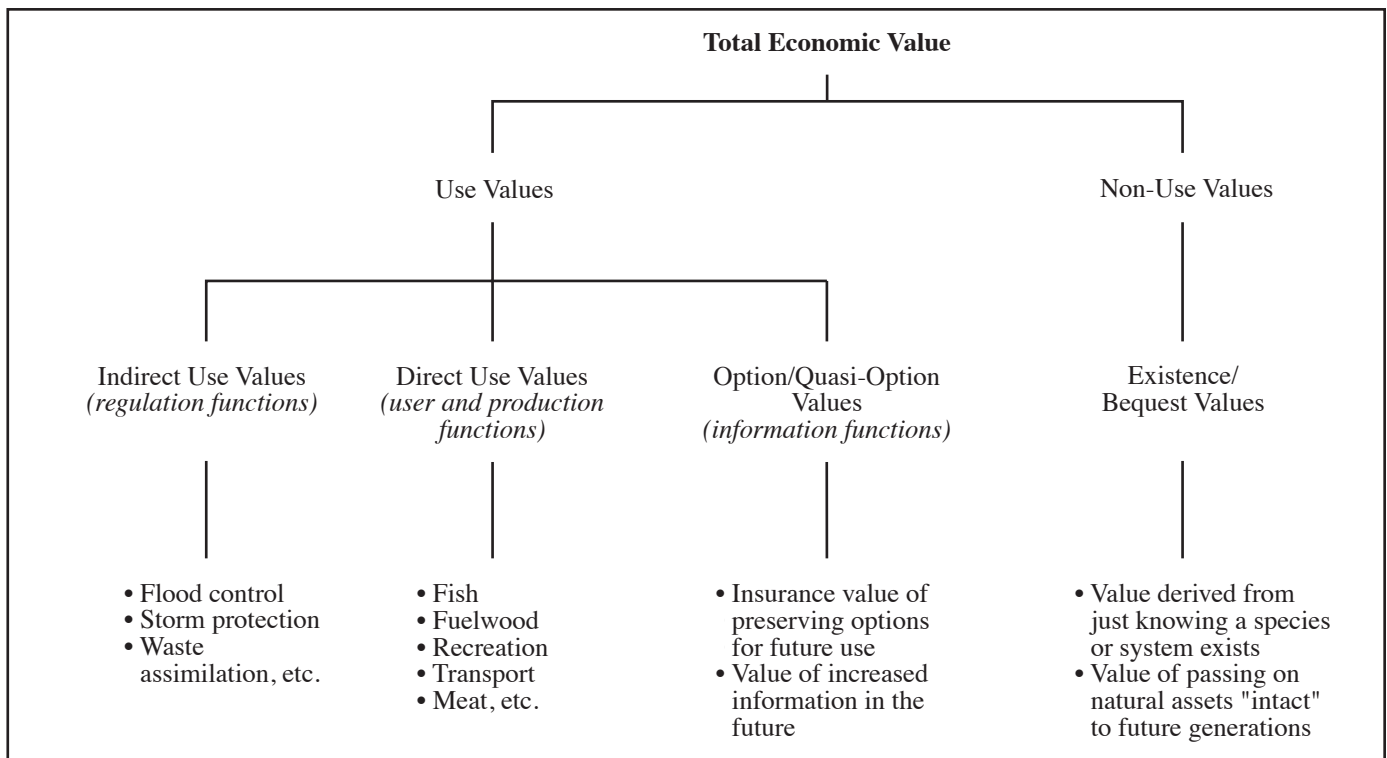 Total Economic Value
Use Values
Non-Use Values
Indirect Use Values
(regulation functions)
Direct Use Values
(user and production
functions)
Option/Quasi-Option
Values
(information functions)
Existence/
Bequest Values
• Flood control
• Storm protection
• Waste
assimilation, etc.
• Fish
• Fuelwood
• Recreation
• Transport
• Meat, etc.
• Insurance value of
preserving options
for future use
• Value of increased
information in the
future
• Value derived from
just knowing a species
or system exists
• Value of passing on
natural assets "intact"
to future generations